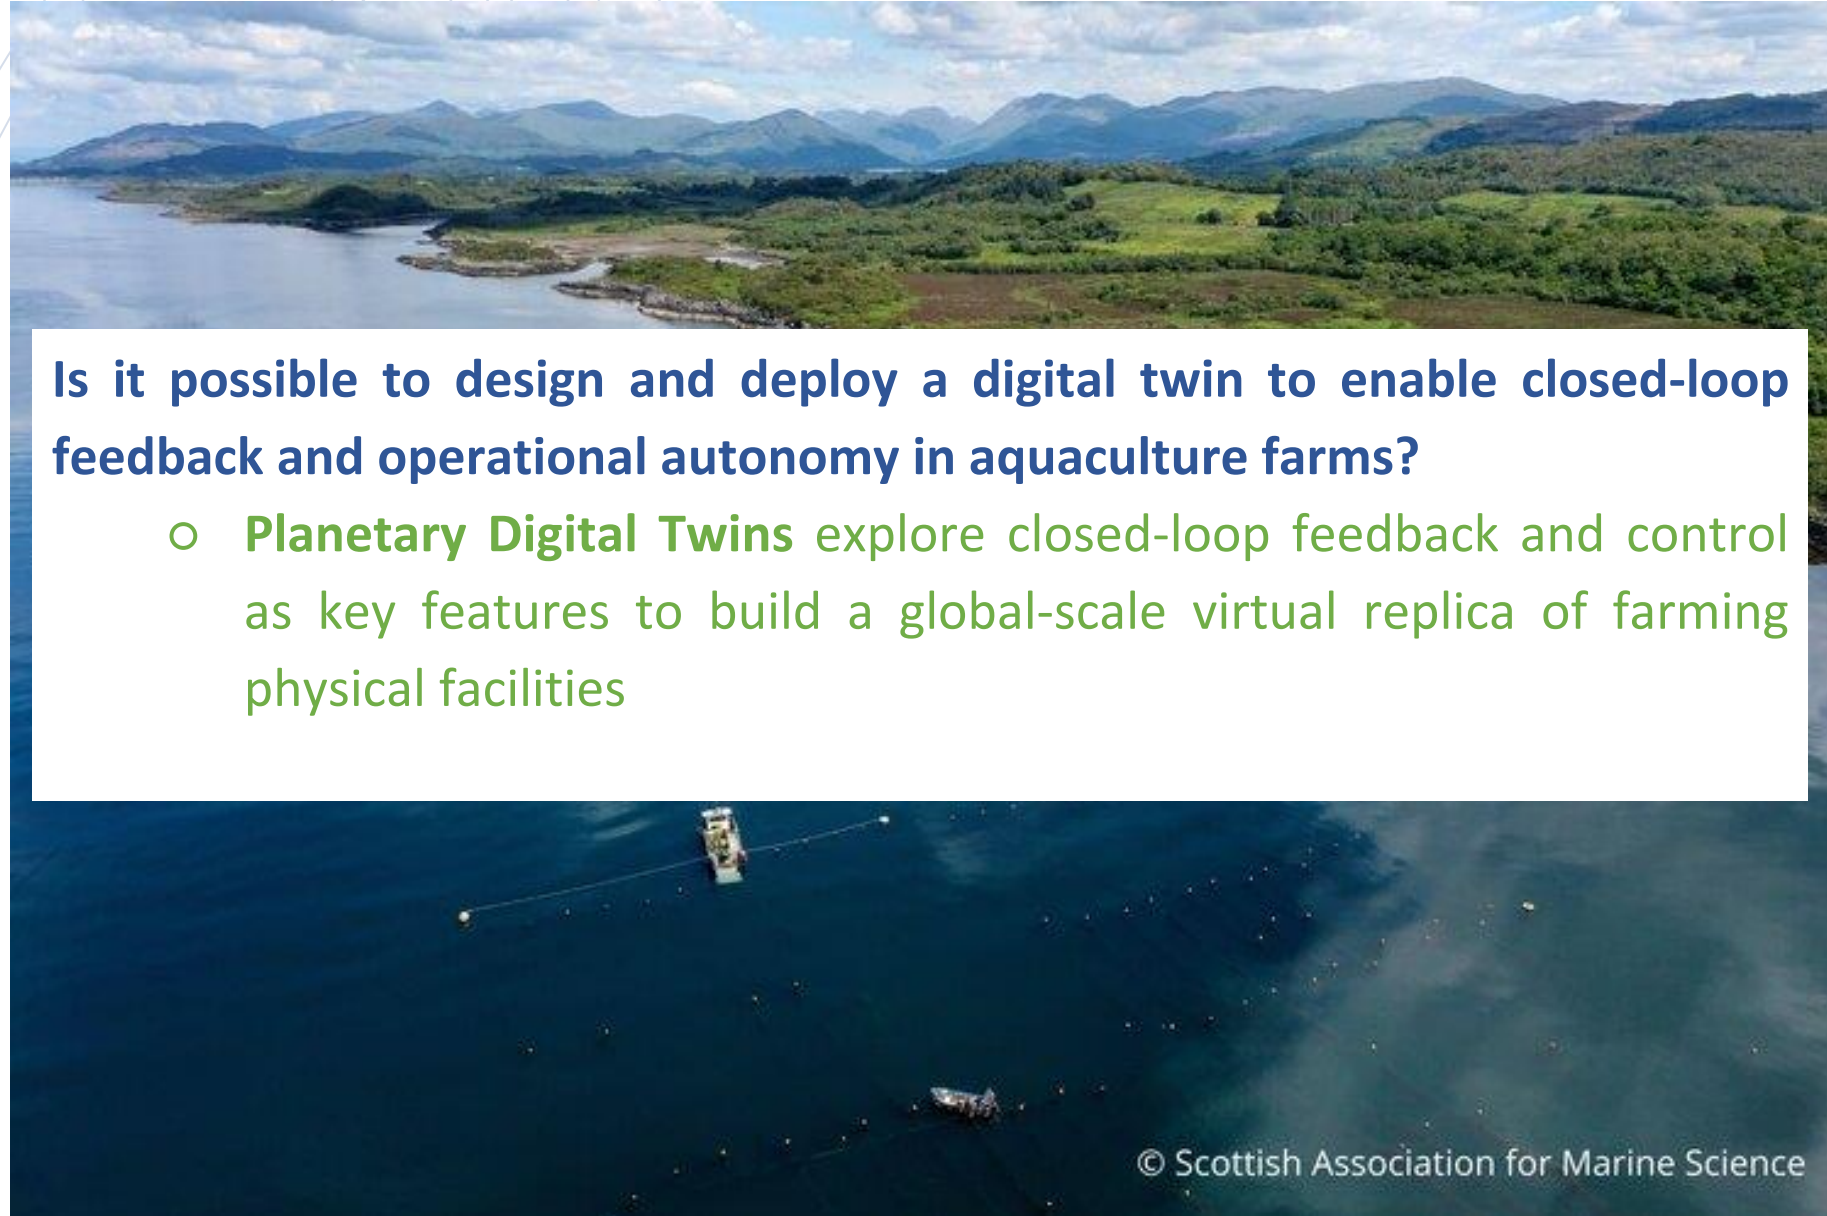 Is it possible to design and deploy a digital twin to enable closed-loop
feedback and operational autonomy in aquaculture farms?
○ Planetary Digital Twins explore closed-loop feedback and control
as key features to build a global-scale virtual replica of farming
physical facilities
© Scottish Association for Marine Science